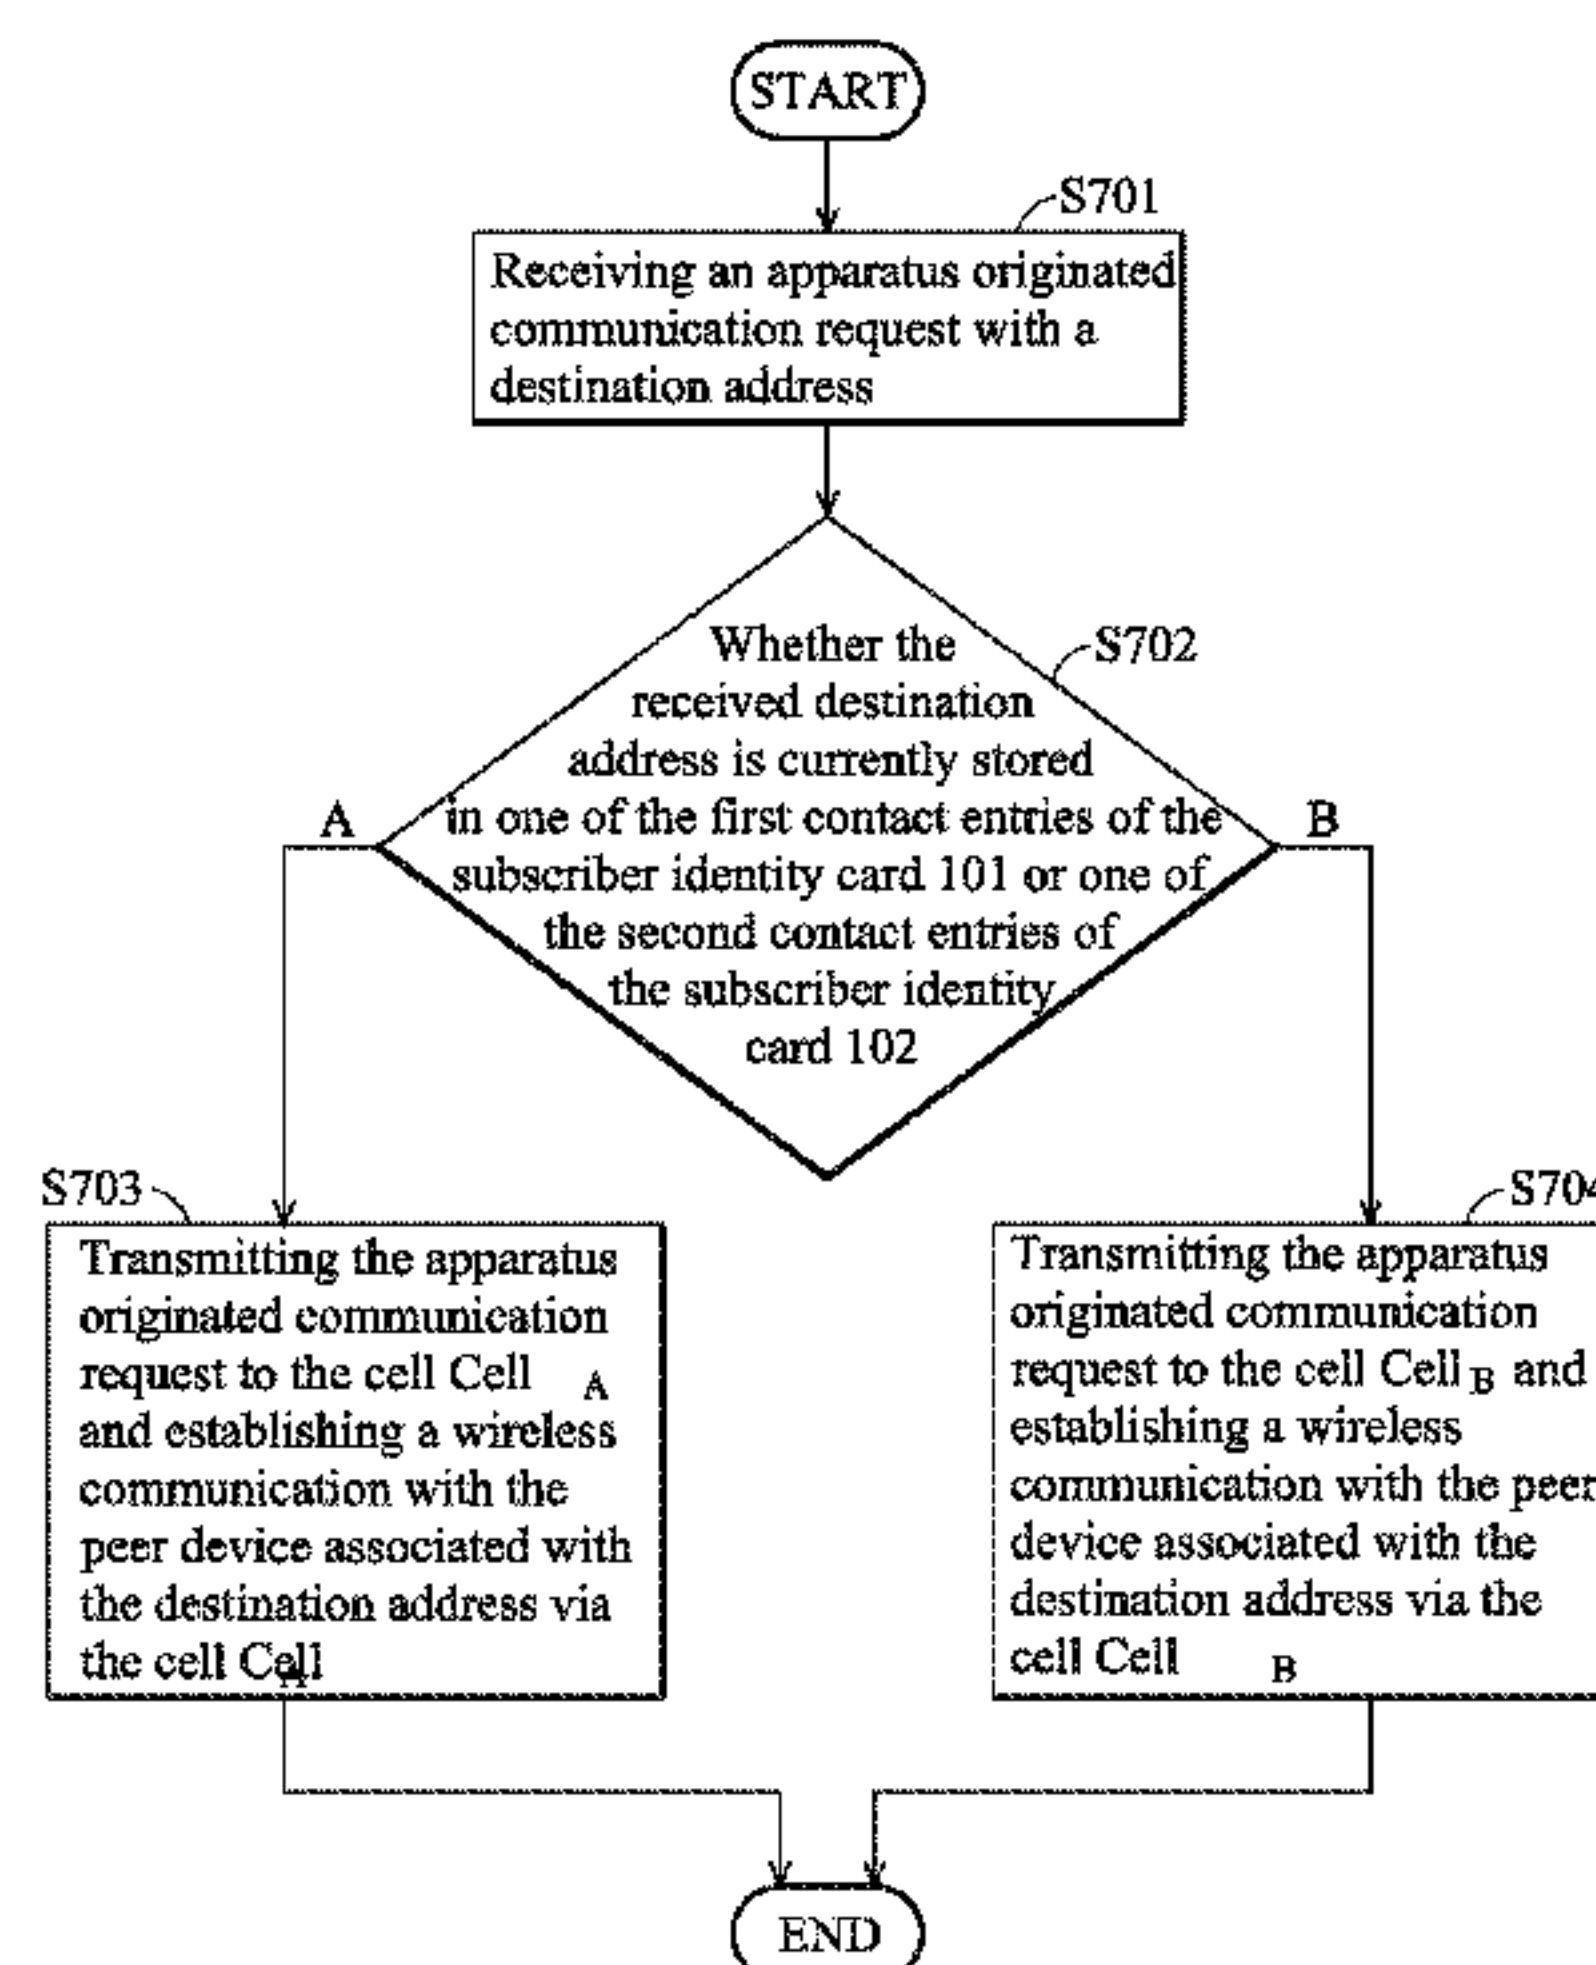 START
S701
Receiving an apparatus originated
communication request with a
destination address
S702
Whether the
received destination
address is currently stored
in one of the first contact entries of the
subscriber identity card 101 or one of
the second contact entries of
the subscriber identity
card 102
A
B
S703
Transmitting the apparatus
originated communication
request to the cell Cell A
and establishing a wireless
communication with the
peer device associated with
the destination address via
the cell Cell A
S704
Transmitting the apparatus
originated communication
request to the cell Cell B and
establishing a wireless
communication with the peer
device associated with the
destination address via the
cell Cell B
END